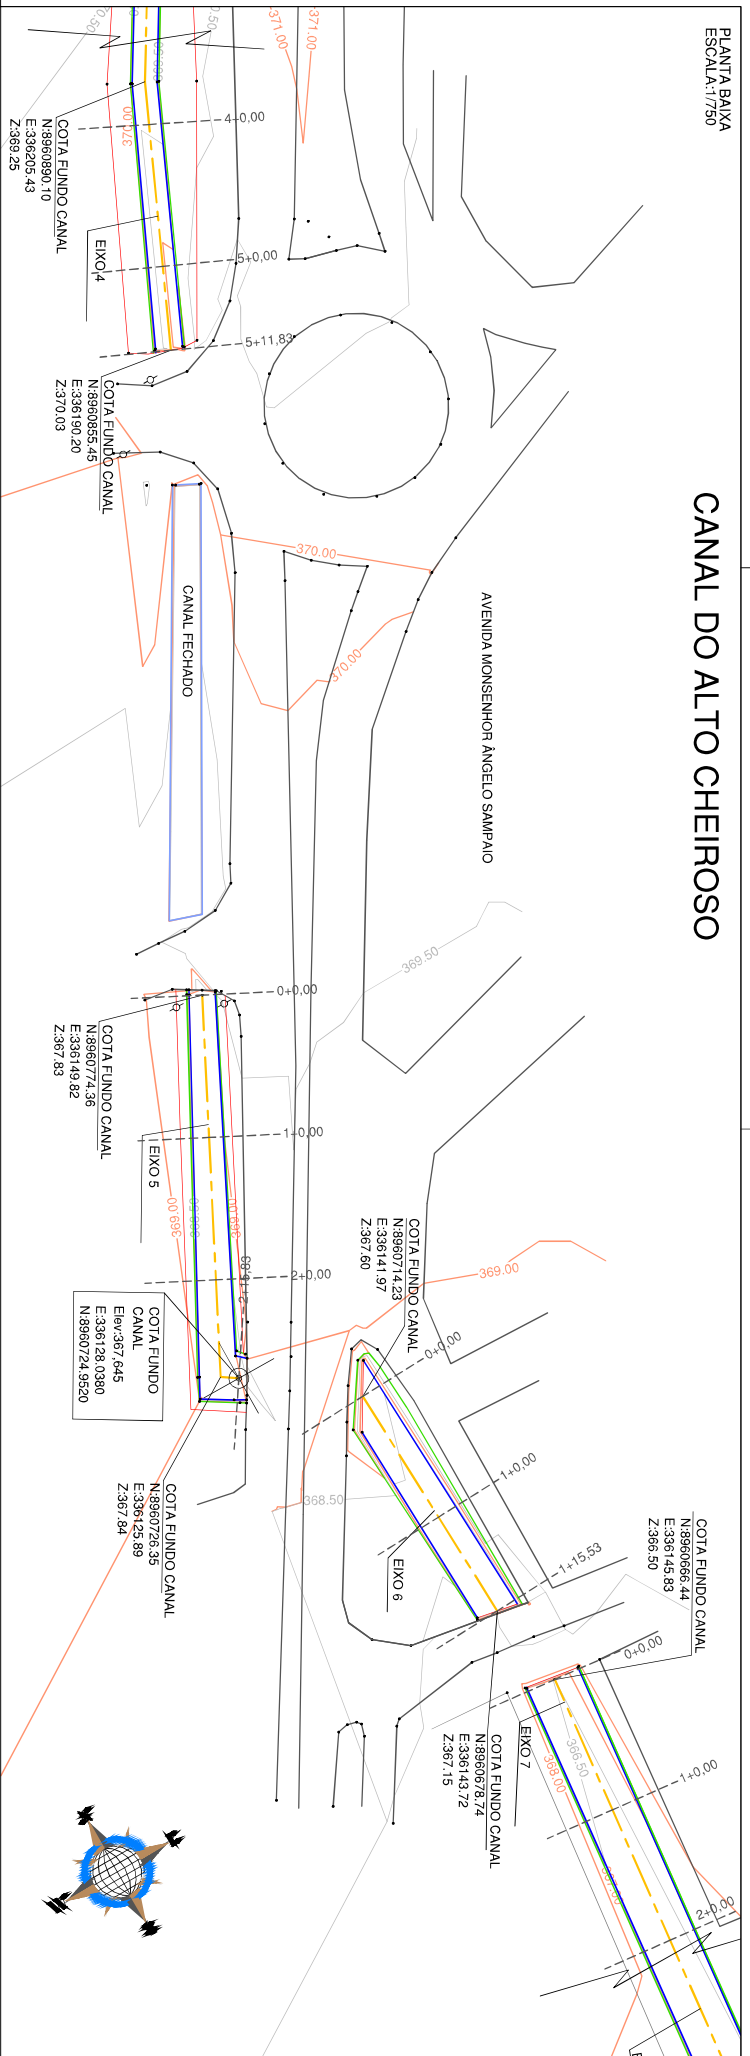 PLANTA BAIXA
ESCALA:1/750
CANAL DO ALTO CHEIROSO
AVENIDA MONSENHOR ÂNGELO SAMPAIO
371.00
371.00
370.00
4+0,00
COTA FUNDO CANAL
N:8960890.10
E:336205.43
Z:369.25
EIXO 4
5+0,00
5+11,83
COTA FUNDO CANAL
N:8960855.45
E:336190.20
Z:370.03
370.00
370.00
CANAL FECHADO
369.50
0+0,00
COTA FUNDO CANAL
N:8960774.36
E:336149.82
Z:367.83
1+0,00
EIXO 5
369.00
369.00
2+0,00
COTA FUNDO
CANAL
Elev:367,645
E:336128.0380
N:8960724.9520
COTA FUNDO CANAL
N:8960726.35
E:336125.89
Z:367.84
COTA FUNDO CANAL
N:8960714.23
E:336141.97
Z:367.60
369.00
0+0,00
368.50
1+0,00
EIXO 6
1+15,53
COTA FUNDO CANAL
N:8960678.74
E:336143.72
Z:367.15
COTA FUNDO CANAL
N:8960666.44
E:336145.83
Z:366.50
0+0,00
EIXO 7
366.50
368.00
1+0,00
2+0,00